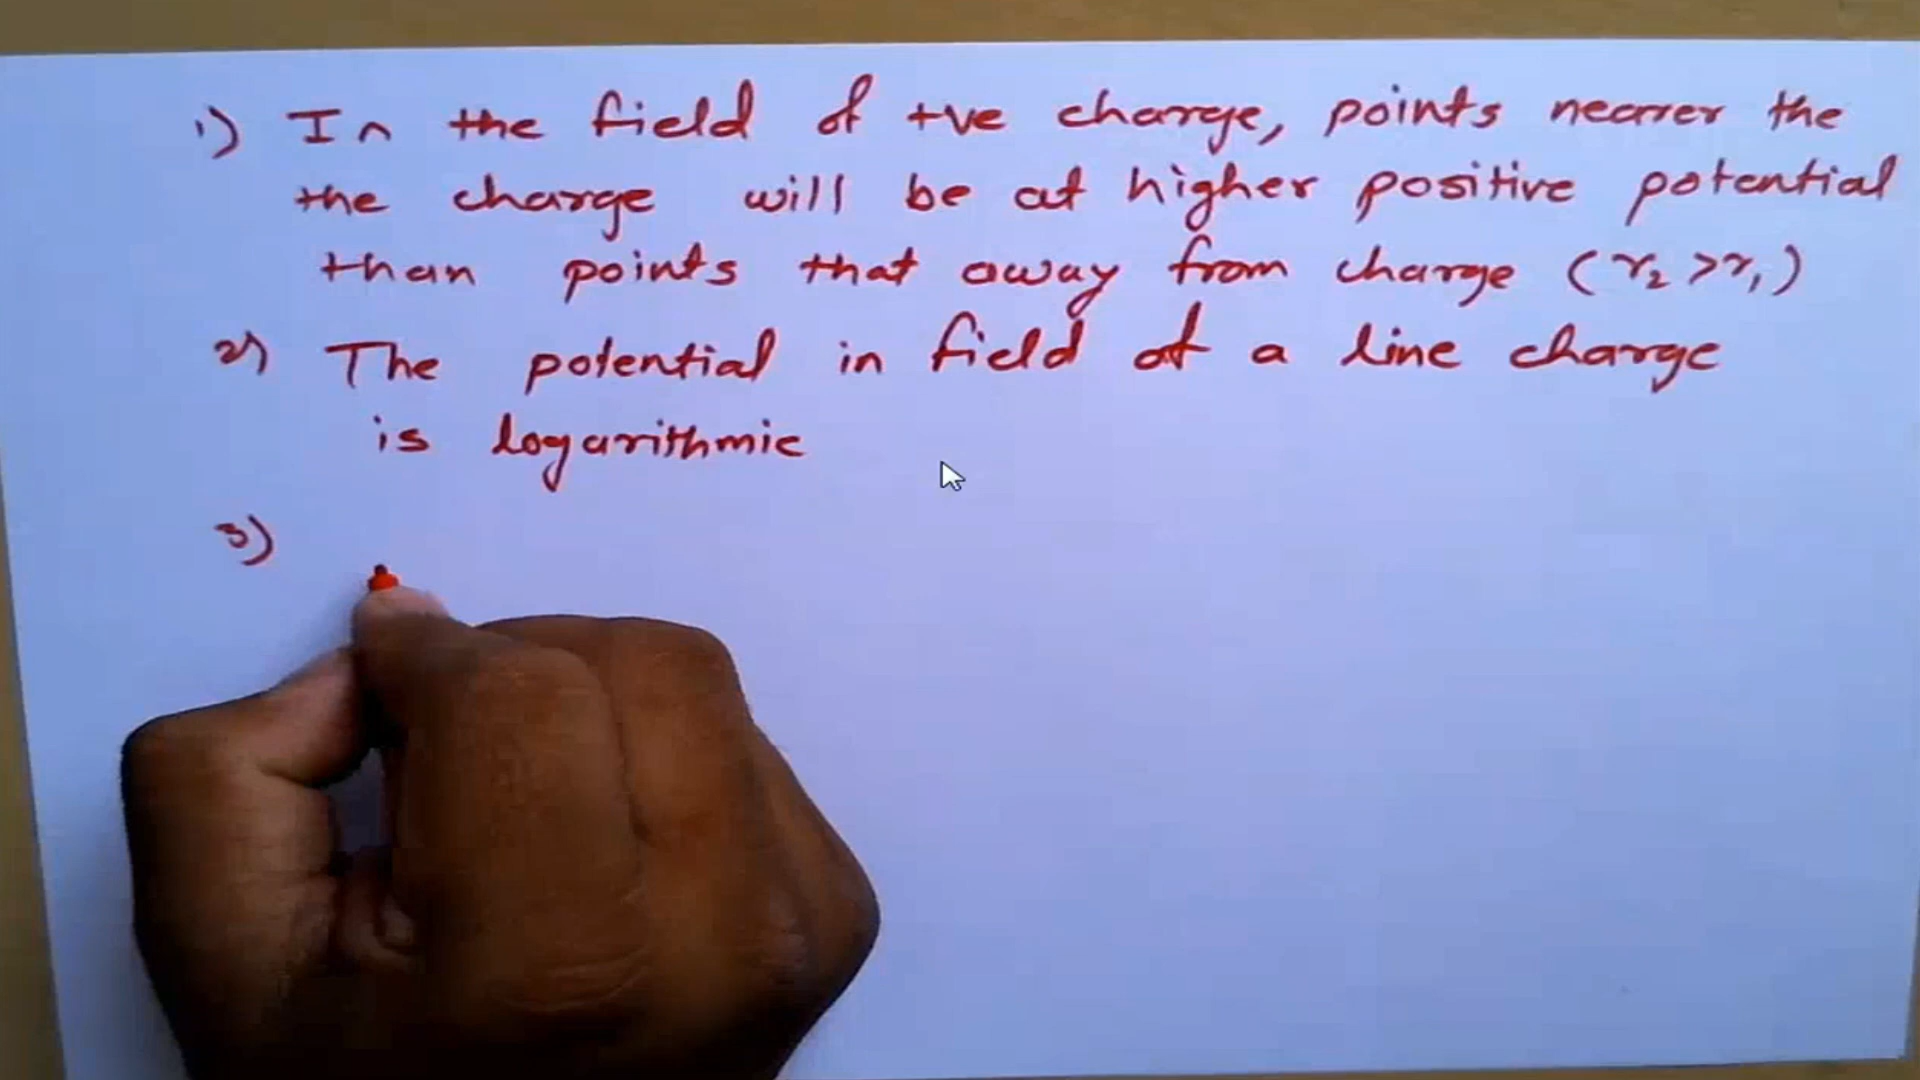 1) In the field of +ve charge, points nearer the
the charge will be at higher positive potential
than points that away from charge (r₂ > r₁)
2) The potential in field of a line charge
is logarithmic
3)